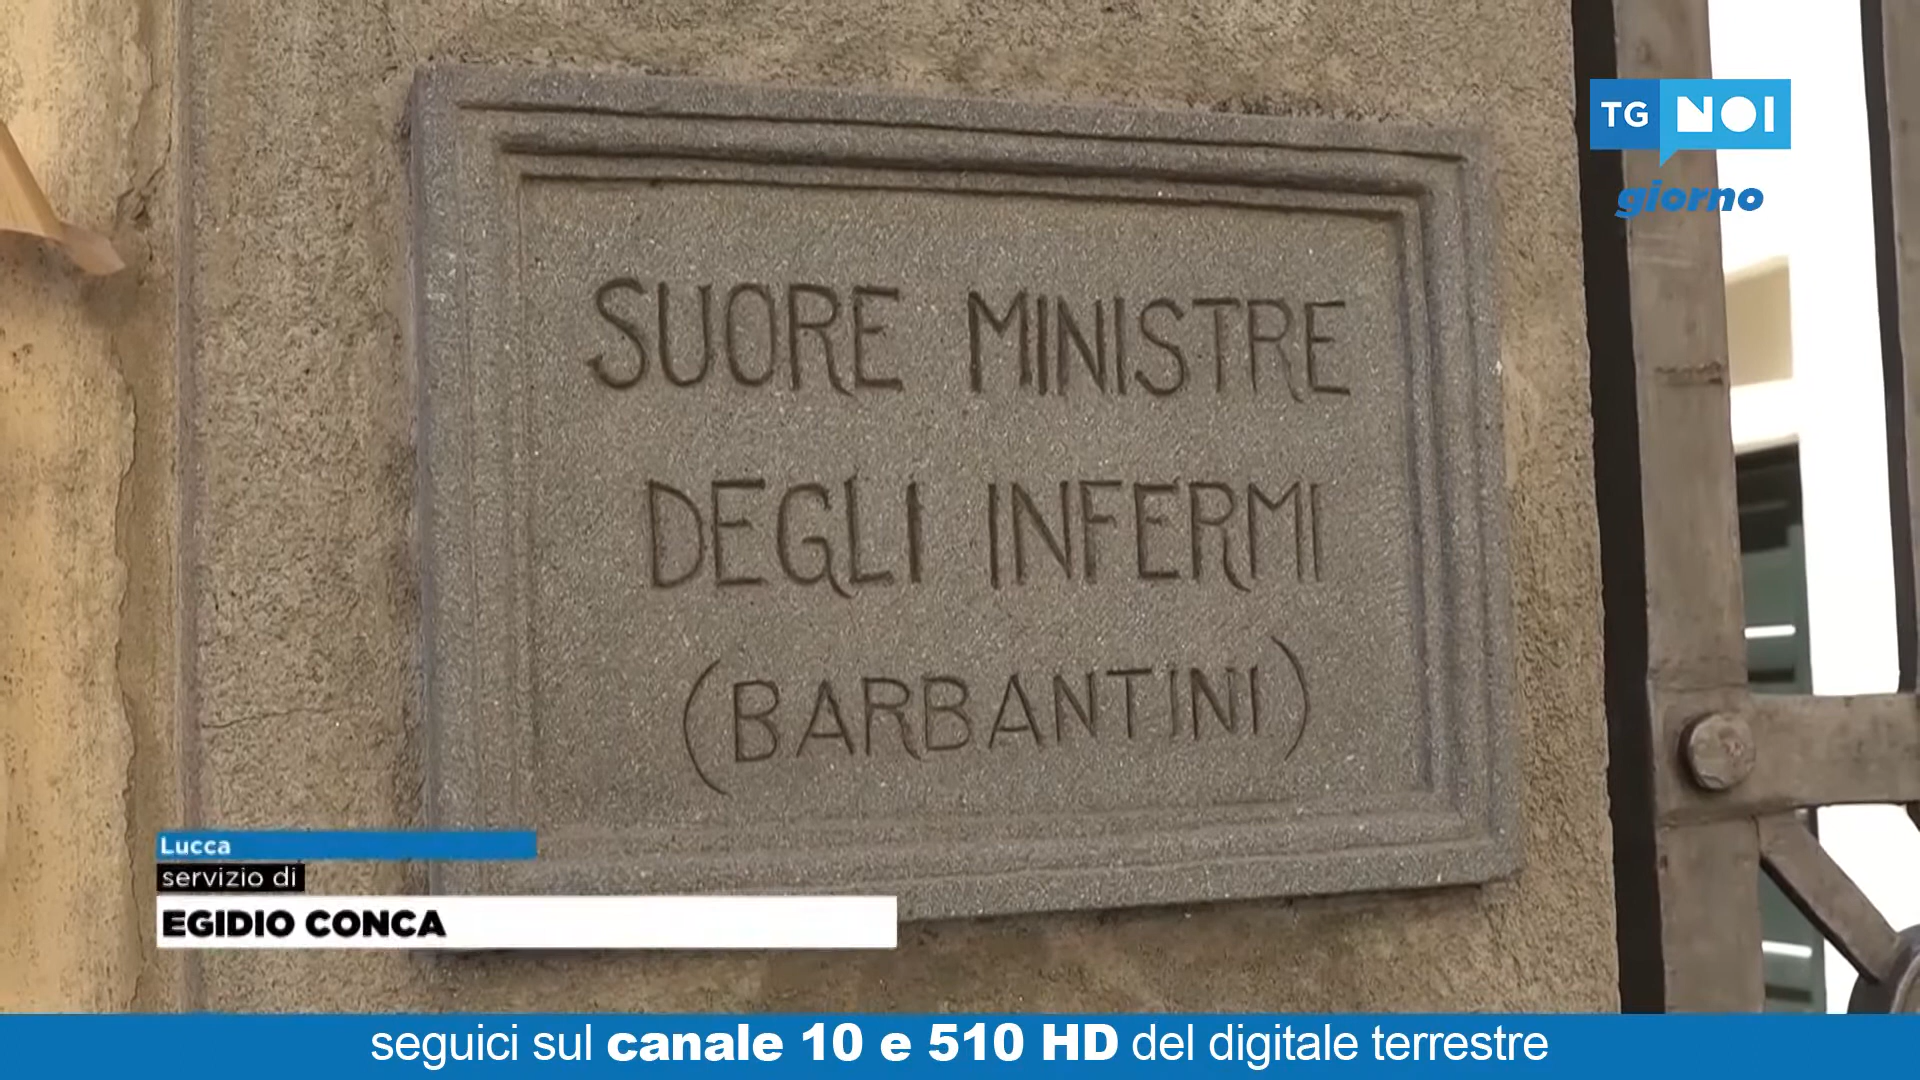 TG NOI
giorno
SUORE MINISTRE
DEGLI INFERMI
(BARBANTINI)
Lucca
servizio di
EGIDIO CONCA
seguici sul canale 10 e 510 HD del digitale terrestre